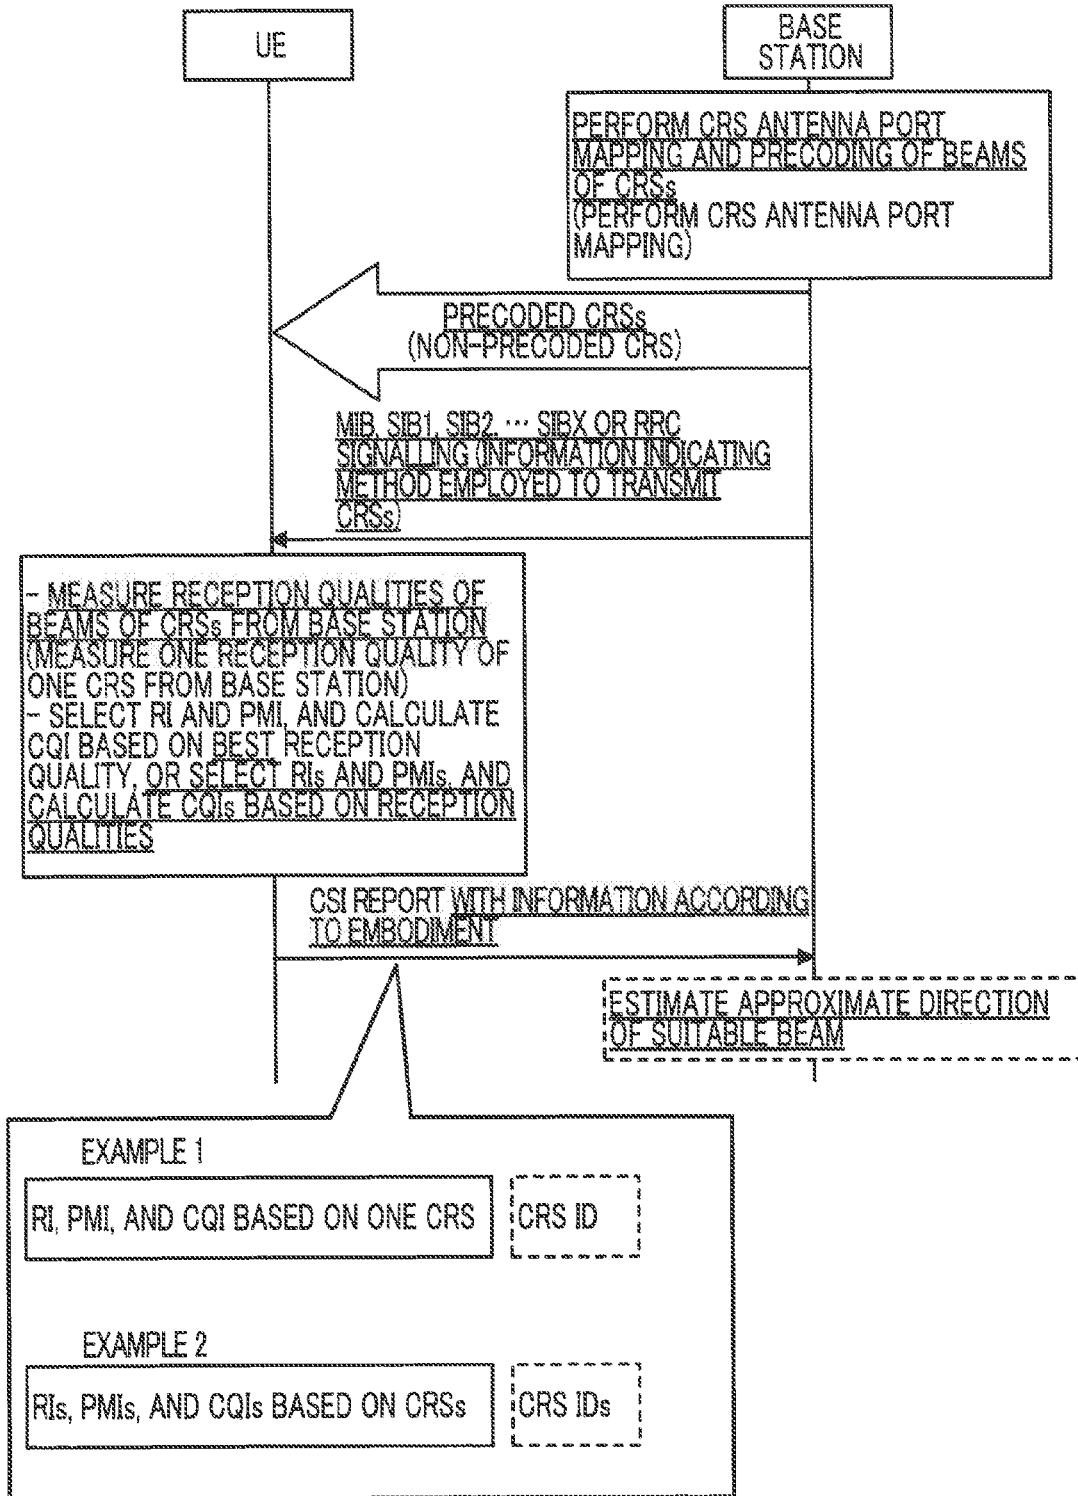 UE
BASE
STATION
PERFORM CRS ANTENNA PORT
MAPPING AND PRECODING OF BEAMS
OF CRSs
(PERFORM CRS ANTENNA PORT
MAPPING)
PRECODED CRSs
(NON-PRECODED CRS)
MIB, SIB1, SIB2, ··· SIBX OR RRC
SIGNALLING (INFORMATION INDICATING
METHOD EMPLOYED TO TRANSMIT
CRSs)
- MEASURE RECEPTION QUALITIES OF
BEAMS OF CRSs FROM BASE STATION
(MEASURE ONE RECEPTION QUALITY OF
ONE CRS FROM BASE STATION)
- SELECT RI AND PMI, AND CALCULATE
CQI BASED ON BEST RECEPTION
QUALITY, OR SELECT RIs AND PMIs, AND
CALCULATE CQIs BASED ON RECEPTION
QUALITIES
CSI REPORT WITH INFORMATION ACCORDING
TO EMBODIMENT
ESTIMATE APPROXIMATE DIRECTION
OF SUITABLE BEAM
EXAMPLE 1
RI, PMI, AND CQI BASED ON ONE CRS
CRS ID
EXAMPLE 2
RIs, PMIs, AND CQIs BASED ON CRSs
CRS IDs